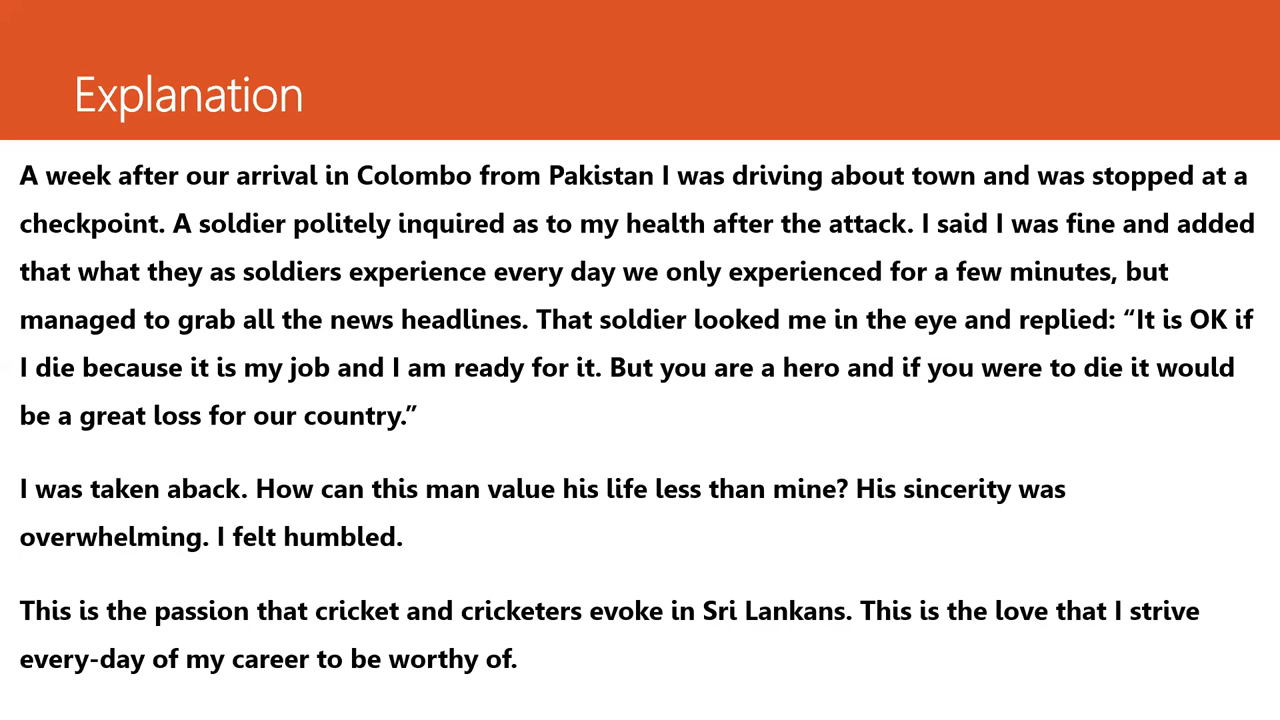 Explanation
A week after our arrival in Colombo from Pakistan I was driving about town and was stopped at a
checkpoint. A soldier politely inquired as to my health after the attack. I said I was fine and added
that what they as soldiers experience every day we only experienced for a few minutes, but
managed to grab all the news headlines. That soldier looked me in the eye and replied: “It is OK if
I die because it is my job and I am ready for it. But you are a hero and if you were to die it would
be a great loss for our country.”
I was taken aback. How can this man value his life less than mine? His sincerity was
overwhelming. I felt humbled.
This is the passion that cricket and cricketers evoke in Sri Lankans. This is the love that I strive
every-day of my career to be worthy of.